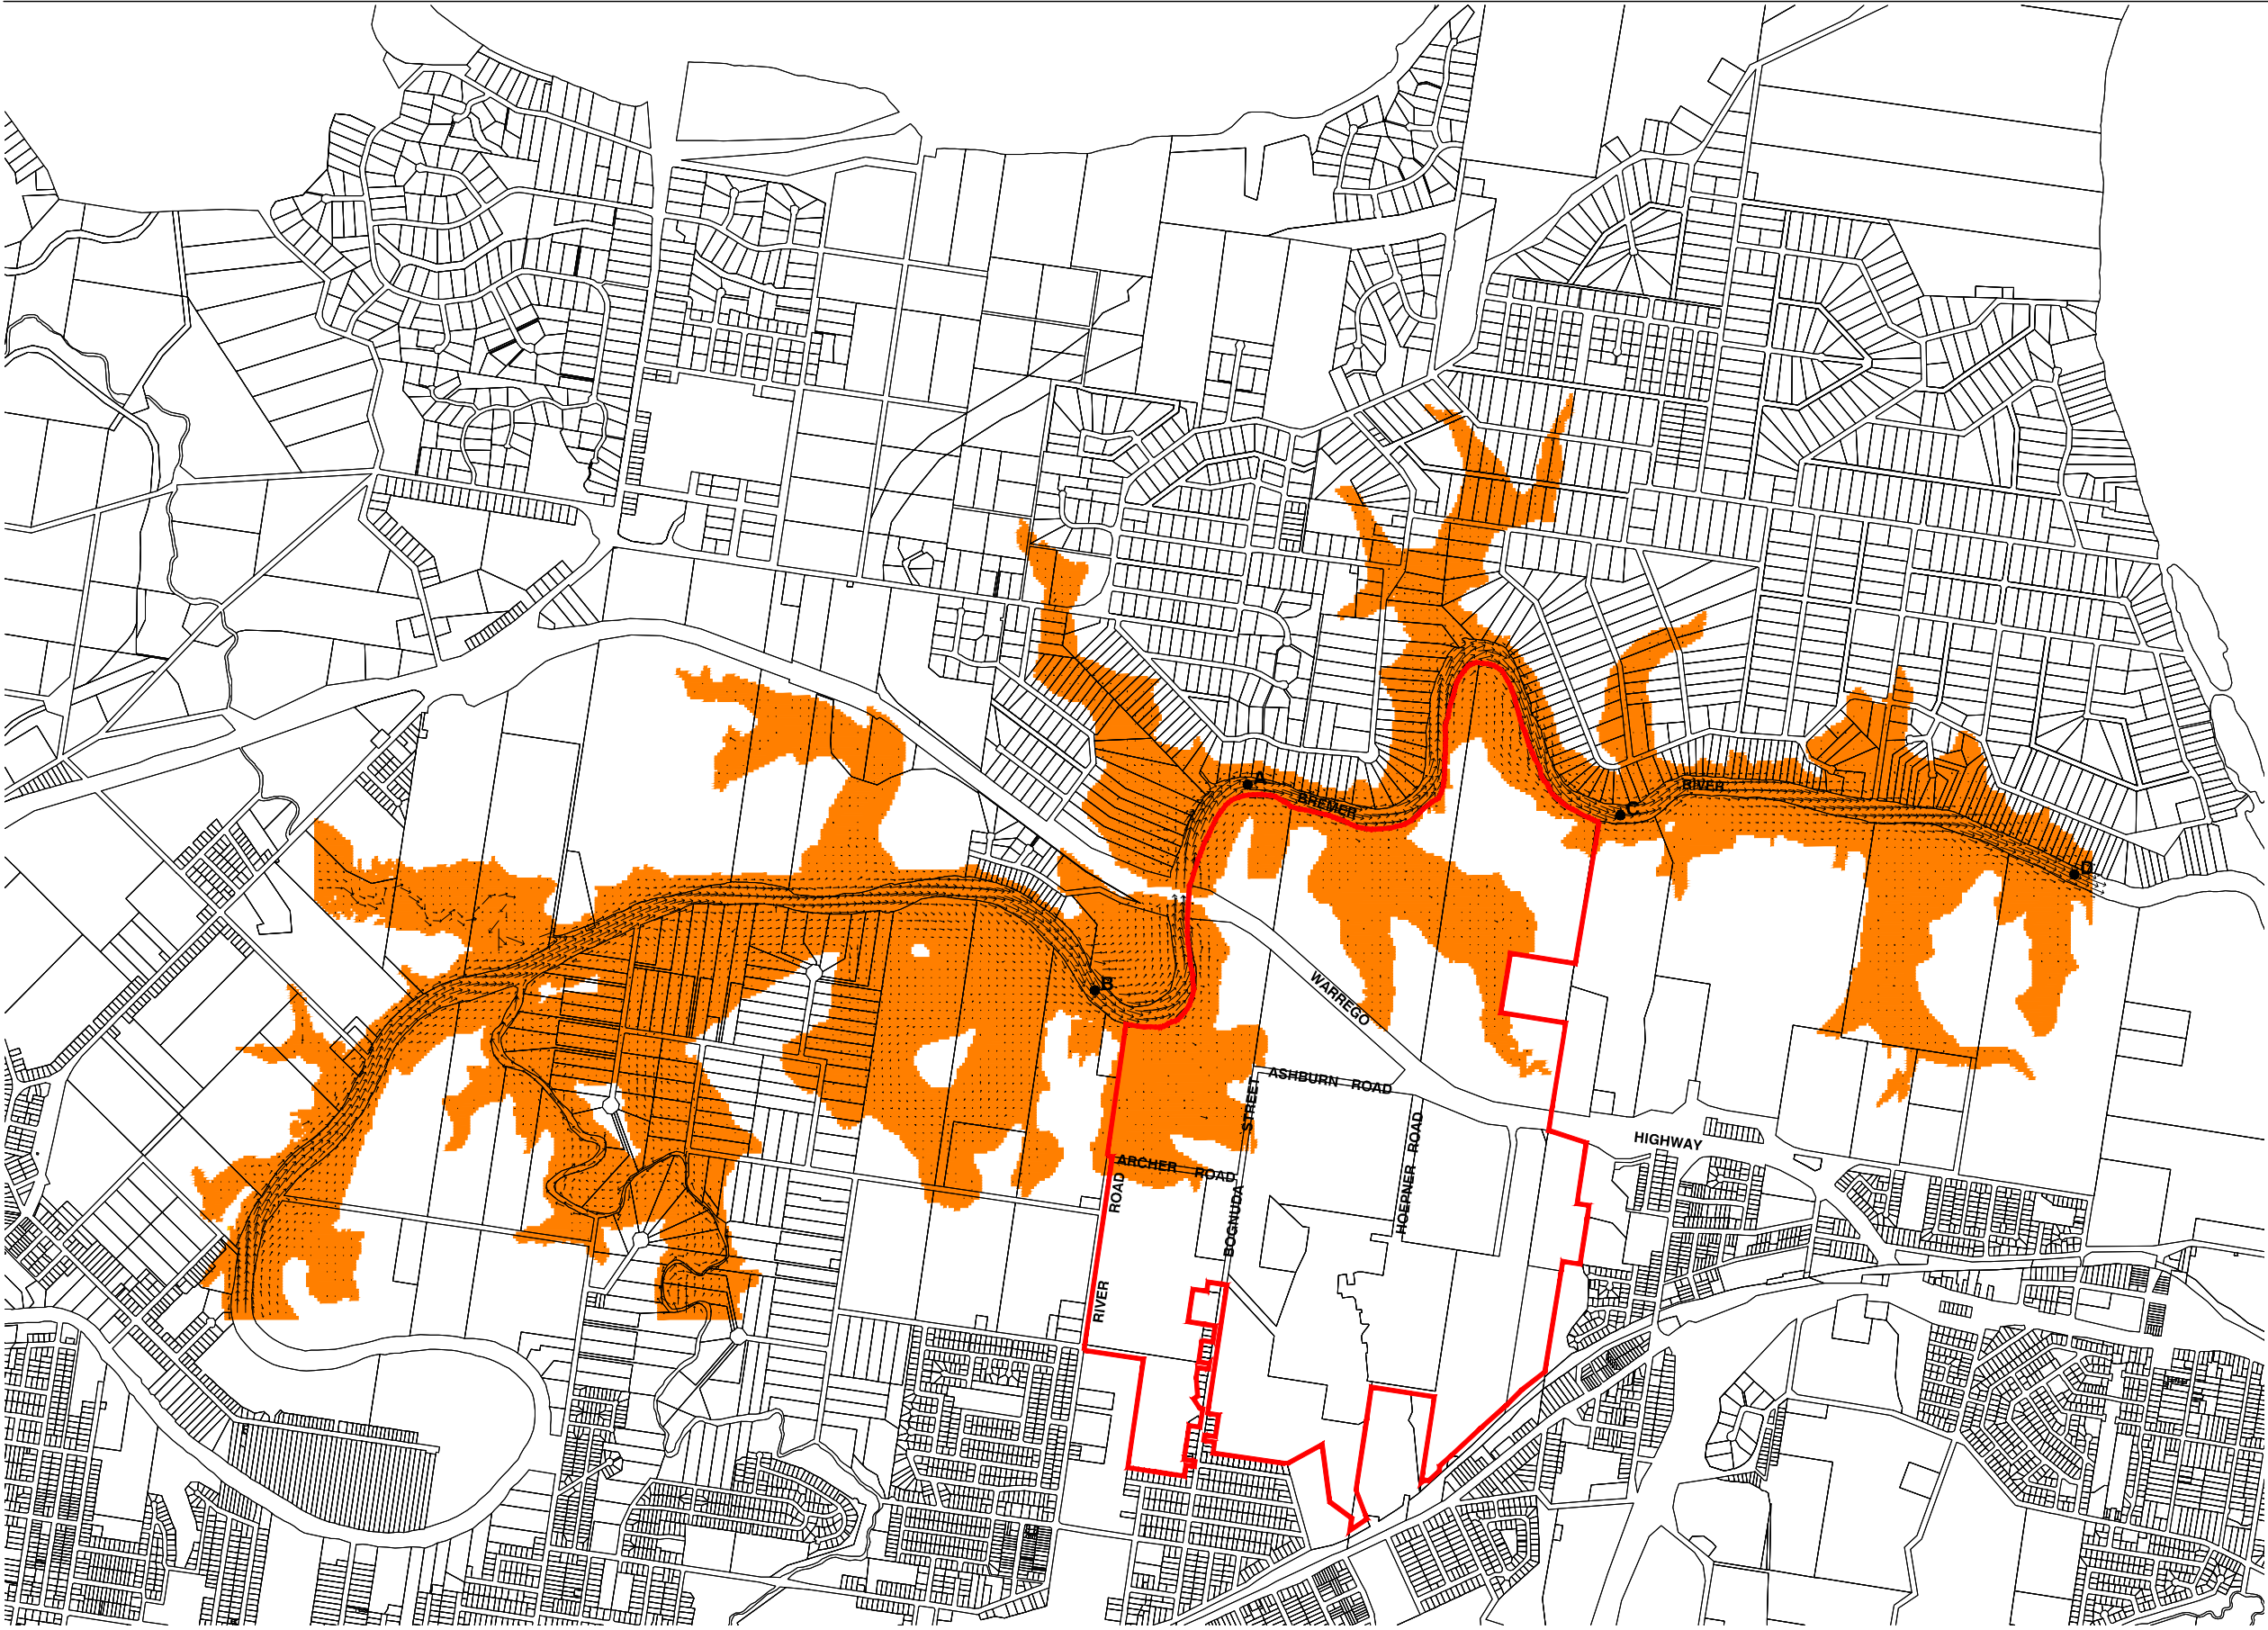 A
BREMER
RIVER
C
D
B
WARREGO
ASHBURN ROAD
STREET
HOEPNER ROAD
HIGHWAY
ARCHER ROAD
ROAD
BOGNUDA
RIVER